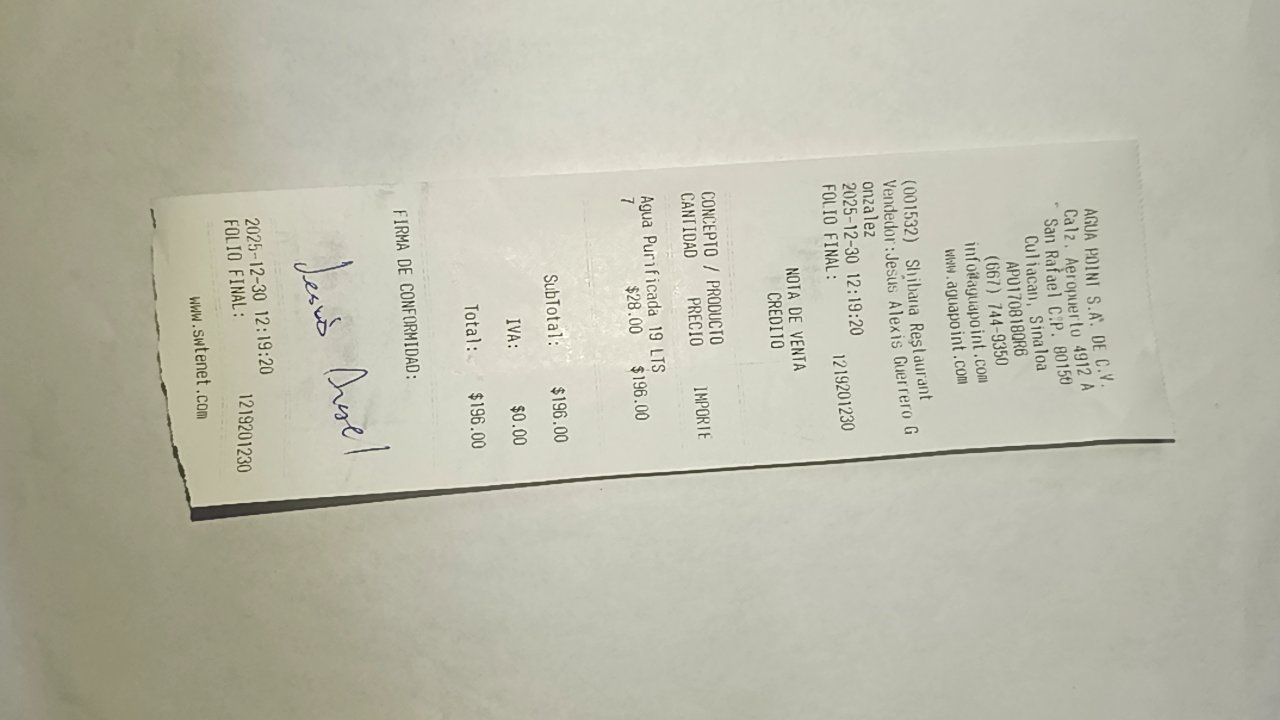 AGUA POINT S.A. DE C.V.
Calz. Aeropuerto 4912 A
San Rafael C.P. 80150
Culiacan, Sinaloa
APO170818QR6
(667) 744-9350
info@aguapoint.com
www.aguapoint.com
(001532) Shibana Restaurant
Vendedor:Jesús Alexis Guerrero G
onzalez
2025-12-30 12:19:20
FOLIO FINAL: 1219201230
NOTA DE VENTA
CREDITO
CONCEPTO / PRODUCTO
CANTIDAD PRECIO IMPORTE
Agua Purificada 19 LTS
7 $28.00 $196.00
SubTotal: $196.00
IVA: $0.00
Total: $196.00
FIRMA DE CONFORMIDAD:
Jesús
2025-12-30 12:19:20
FOLIO FINAL: 1219201230
www.swtenet.com